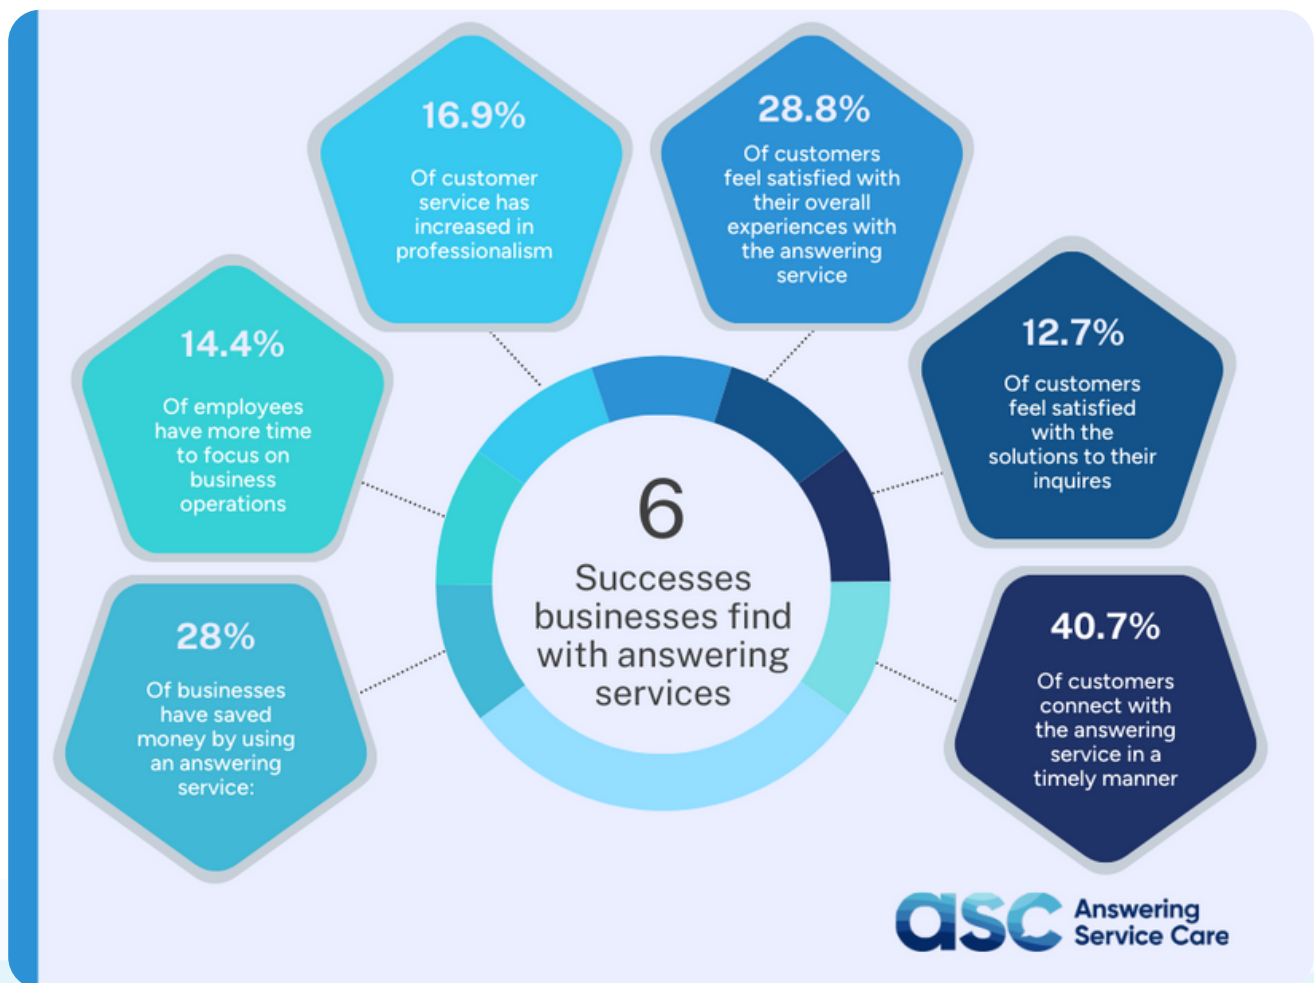 16.9%
Of customer
service has
increased in
professionalism
28.8%
Of customers
feel satisfied with
their overall
experiences with
the answering
service
14.4%
Of employees
have more time
to focus on
business
operations
12.7%
Of customers
feel satisfied
with the
solutions to their
inquires
28%
Of businesses
have saved
money by using
an answering
service:
6
Successes
businesses find
with answering
services
40.7%
Of customers
connect with
the answering
service in a
timely manner
asc
Answering
Service Care